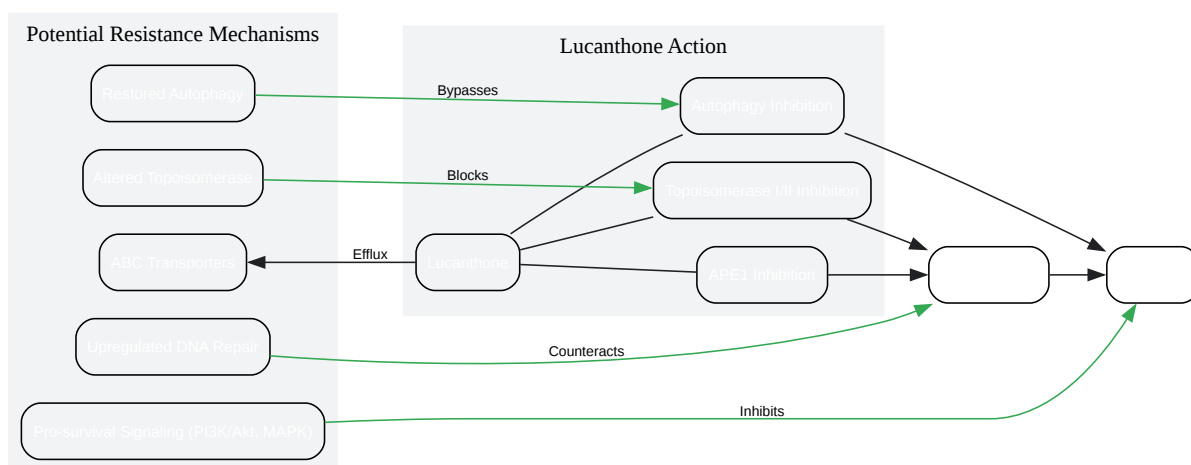 Potential Resistance Mechanisms
Lucanthone Action
Restored Autophagy
Bypasses
Autophagy Inhibition
Altered Topoisomerase
Blocks
Topoisomerase I/II Inhibition
ABC Transporters
Efflux
Lucanthone
APE1 Inhibition
Upregulated DNA Repair
Counteracts
Pro-survival Signaling (PI3K/Akt, MAPK)
Inhibits